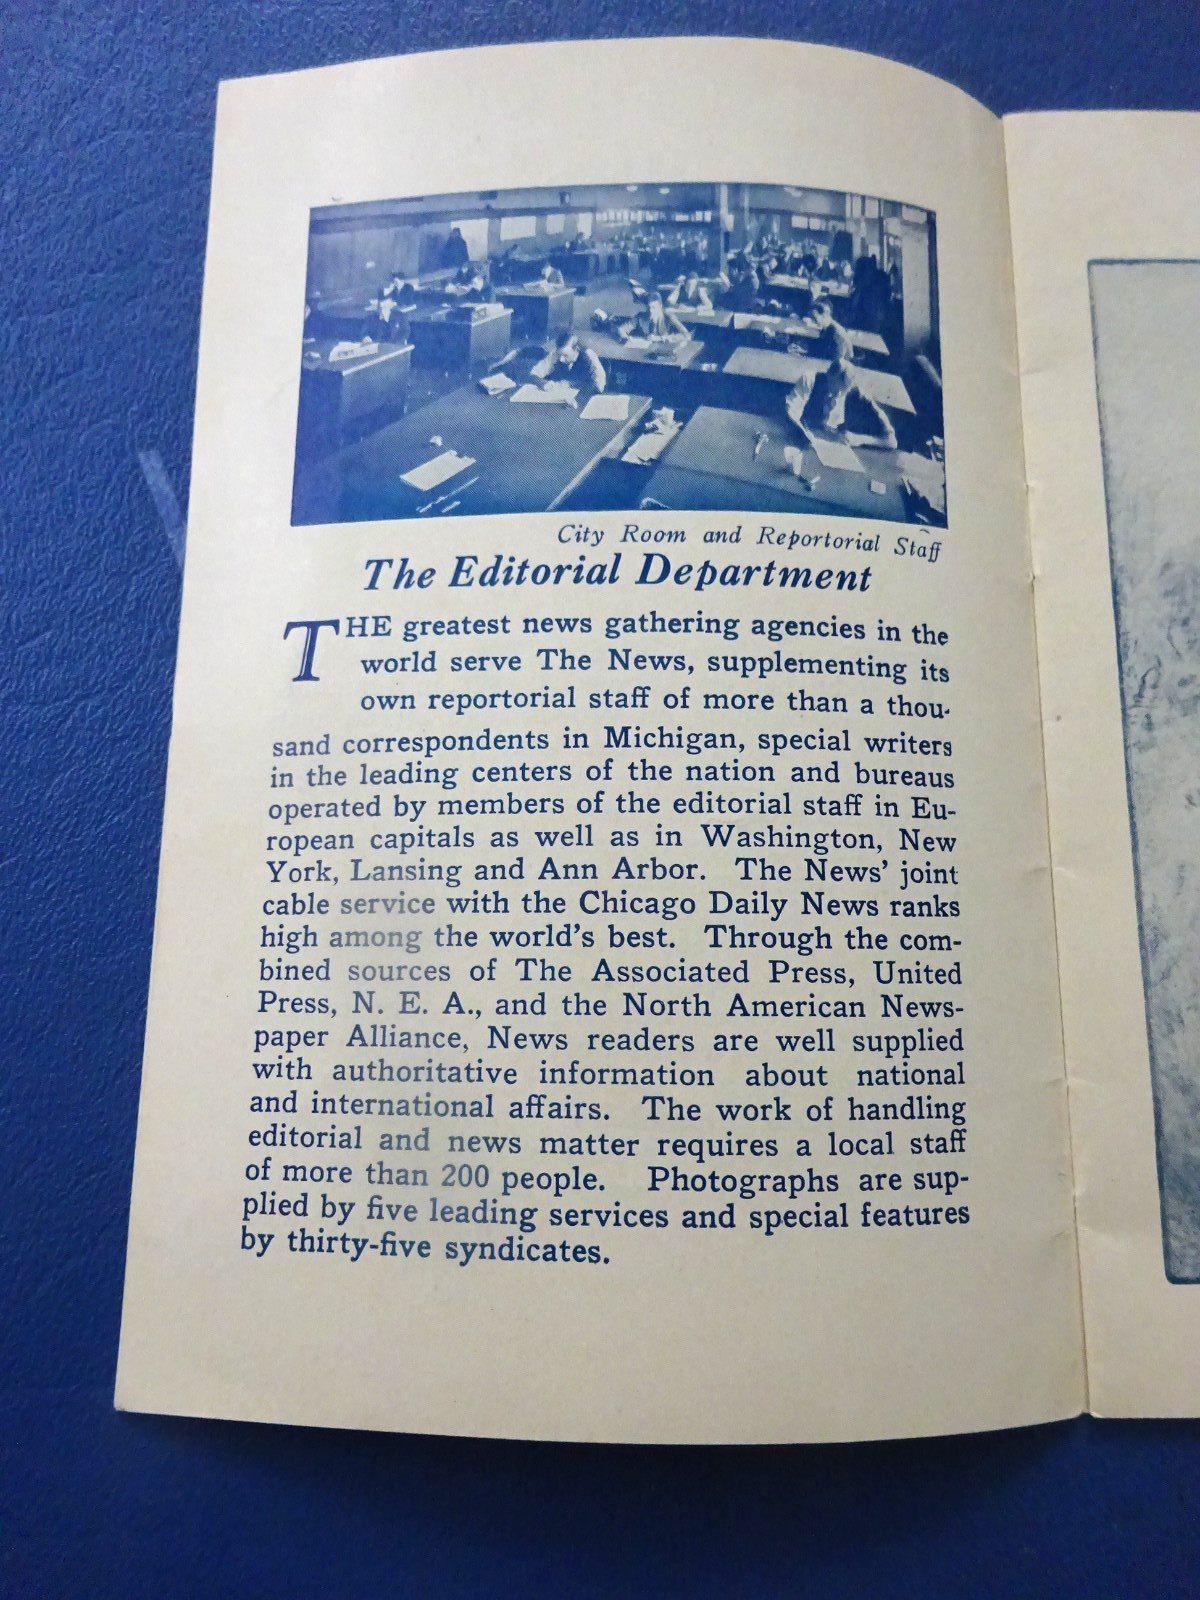 City Room and Reportorial Staff
The Editorial Department
THE greatest news gathering agencies in the
world serve The News, supplementing its
own reportorial staff of more than a thou-
sand correspondents in Michigan, special writers
in the leading centers of the nation and bureaus
operated by members of the editorial staff in Eu-
ropean capitals as well as in Washington, New
York, Lansing and Ann Arbor. The News' joint
cable service with the Chicago Daily News ranks
high among the world's best. Through the com-
bined sources of The Associated Press, United
Press, N. E. A., and the North American News-
paper Alliance, News readers are well supplied
with authoritative information about national
and international affairs. The work of handling
editorial and news matter requires a local staff
of more than 200 people. Photographs are sup-
plied by five leading services and special features
by thirty-five syndicates.